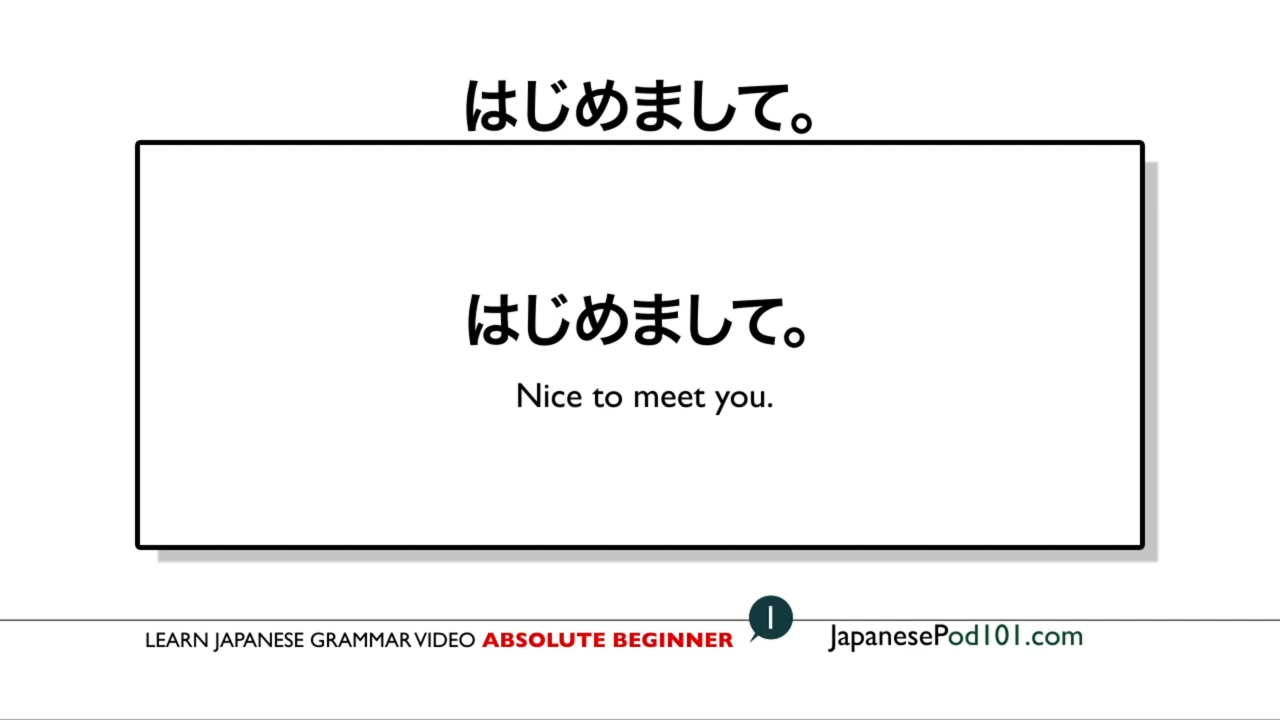 はじめまして。
はじめまして。
Nice to meet you.
LEARN JAPANESE GRAMMAR VIDEO ABSOLUTE BEGINNER
1
JapanesePod101.com